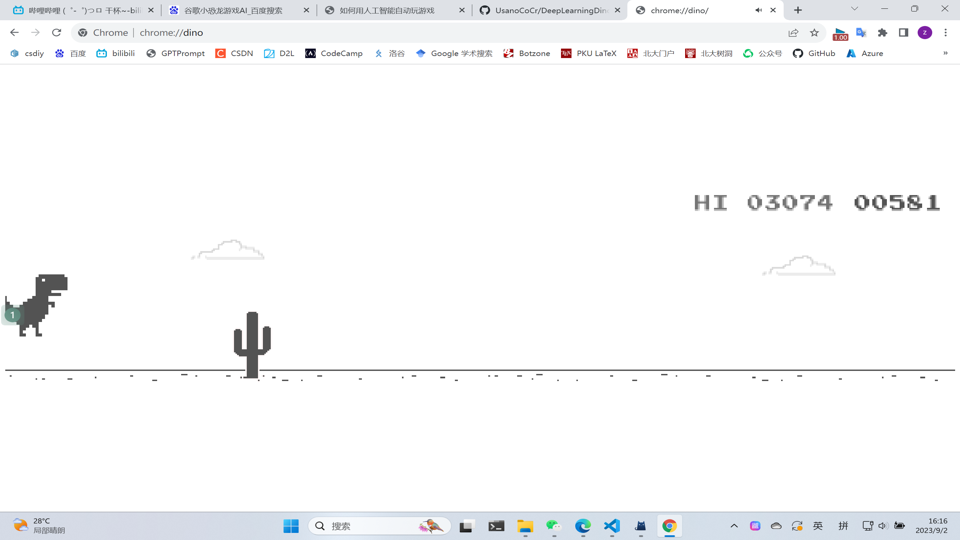 哔哩哔哩 (゜-゜)つロ 干杯~-bili
谷歌小恐龙游戏AI_百度搜索
如何用人工智能自动玩游戏
UsanoCoCr/DeepLearningDin
chrome://dino/
Chrome | chrome://dino
1.00
z
csdiy
百度
bilibili
GPTPrompt
CSDN
D2L
CodeCamp
洛谷
Google 学术搜索
Botzone
PKU LaTeX
北大门户
北大树洞
公众号
GitHub
Azure
»
HI 03074 00581
1
28°C
局部晴朗
搜索
英
拼
16:16
2023/9/2